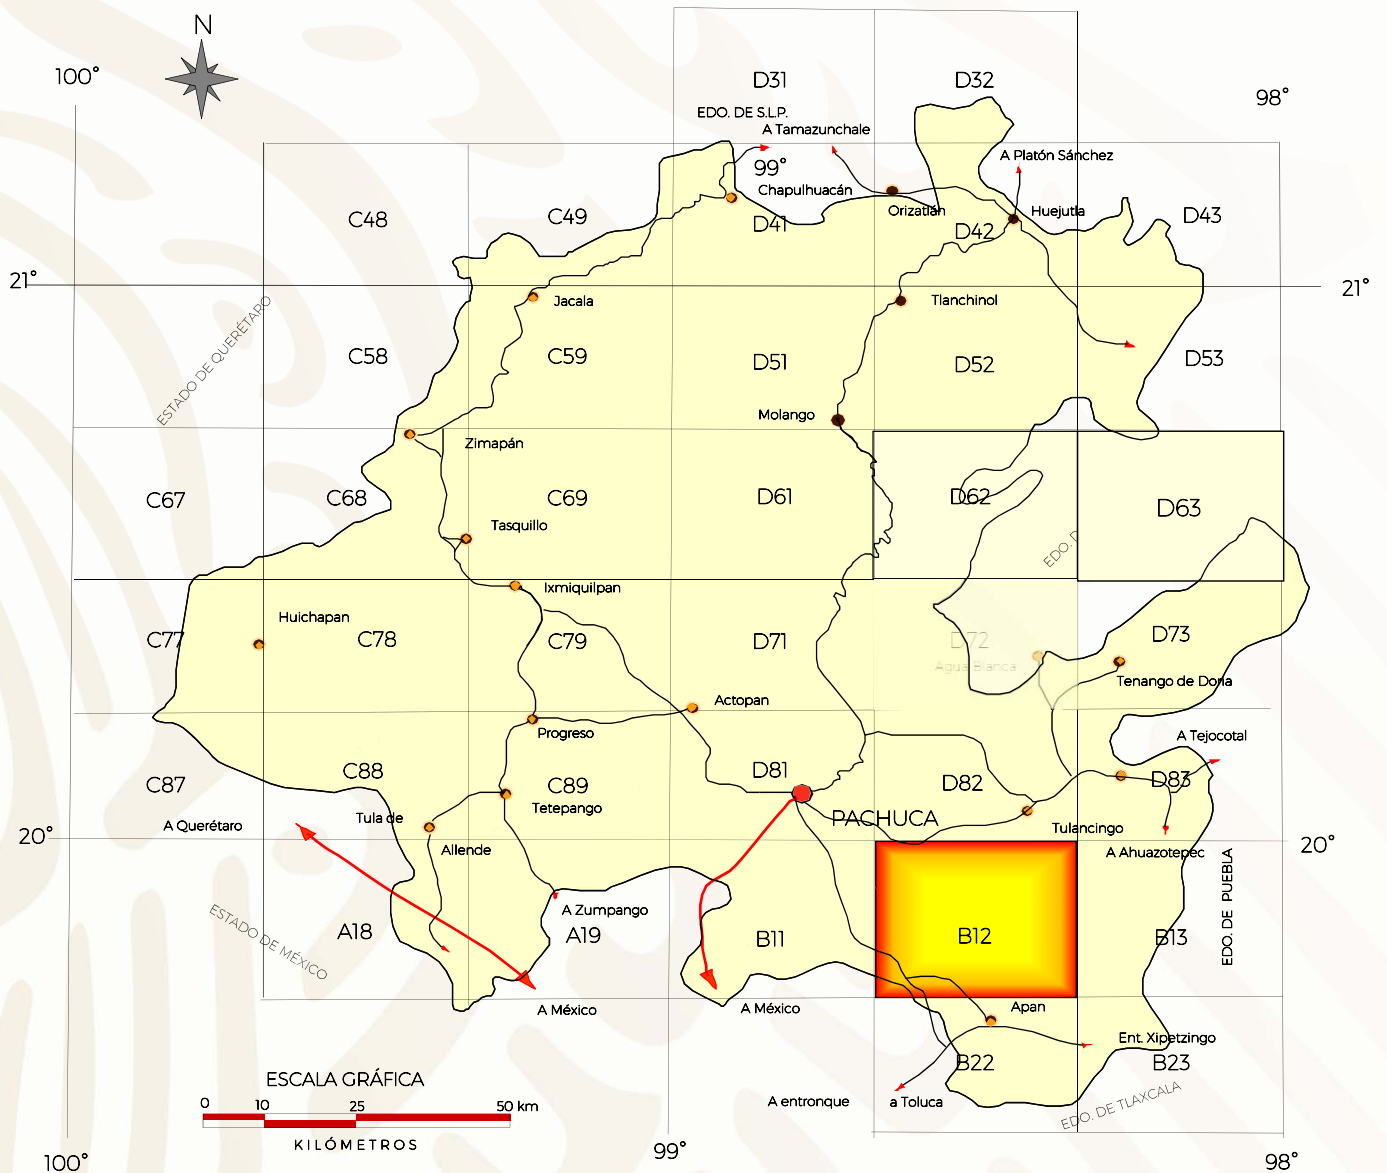 N
100°
D31
D32
98°
EDO. DE S.L.P.
A Tamazunchale
99°
A Platón Sánchez
Chapulhuacán
Orizatlán
Huejutla
C48
C49
D41
D42
D43
21°
21°
Jacala
Tlanchinol
ESTADO DE QUERÉTARO
C58
C59
D51
D52
D53
Molango
Zimapán
C67
C68
C69
D61
D62
D63
Tasquillo
EDO. D
Ixmiquilpan
Huichapan
C77
C78
C79
D71
D72
D73
Agua Blanca
Tenango de Doria
Actopan
Progreso
A Tejocotal
C87
C88
C89
D81
D82
D83
Tetepango
A Querétaro
Tula de
Allende
PACHUCA
Tulancingo
20°
20°
A Ahuazotepec
EDO. DE PUEBLA
A Zumpango
ESTADO DE MÉXICO
A18
A19
B11
B12
B13
A México
A México
Apan
Ent. Xipetzingo
B22
B23
A entronque
a Toluca
EDO. DE TLAXCALA
ESCALA GRÁFICA
0 10 25 50 km
KILÓMETROS
100°
99°
98°